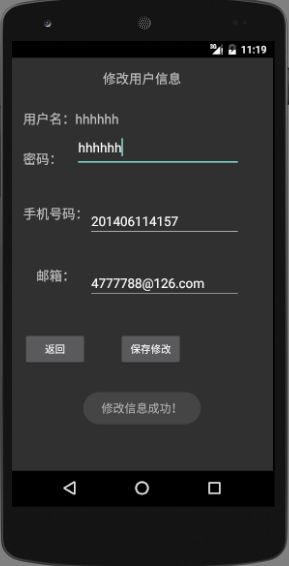 3G 11:19
修改用户信息
用户名：hhhhhh
密码： hhhhhh
手机号码： 201406114157
邮箱： 4777788@126.com
返回 保存修改
修改信息成功！